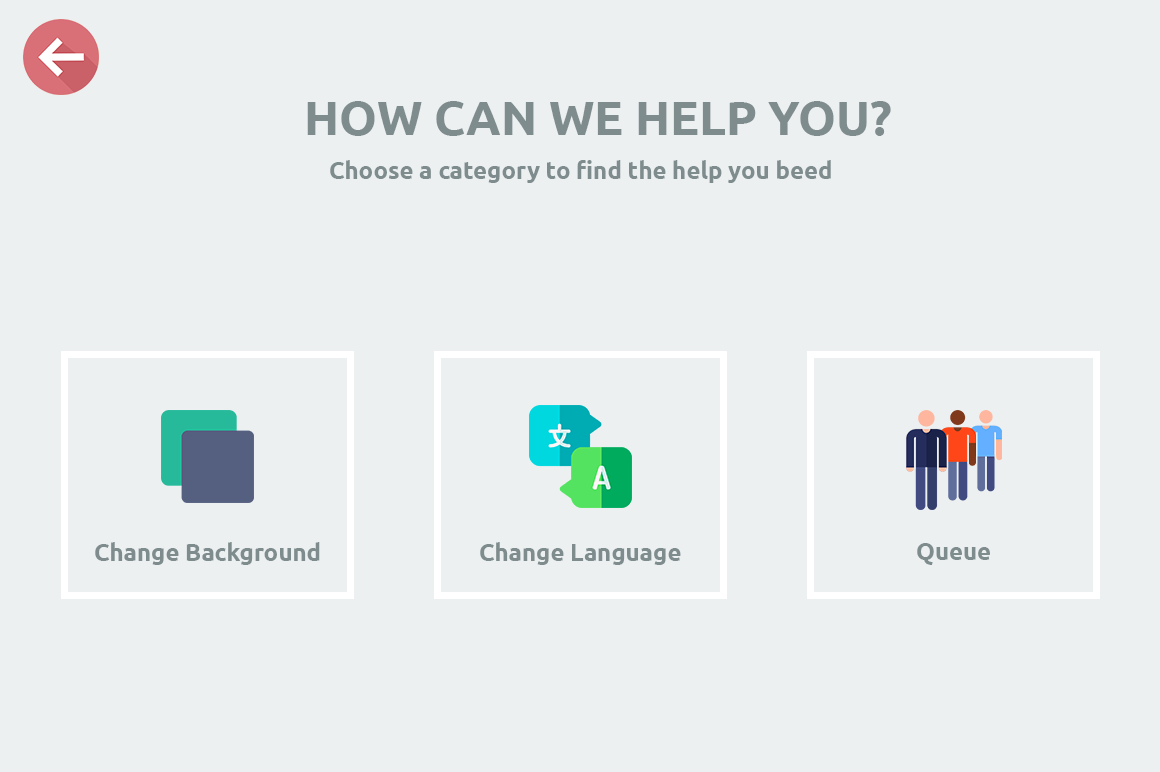 HOW CAN WE HELP YOU?
Choose a category to find the help you beed
文
A
Change Background
Change Language
Queue